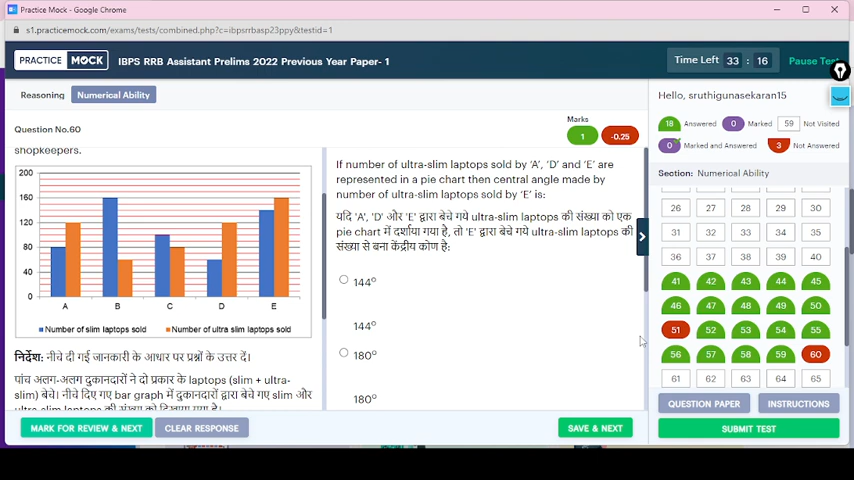 Practice Mock - Google Chrome
s1.practicemock.com/exams/tests/combined.php?c=ibpsrrbasp23ppy&testid=1
PRACTICE MOCK IBPS RRB Assistant Prelims 2022 Previous Year Paper- 1 Time Left 33 : 16 Pause Test
Reasoning Numerical Ability
Question No.60
Marks
1 -0.25
shopkeepers.
200
160
120
80
40
0
A B C D E
Number of slim laptops sold Number of ultra slim laptops sold
निर्देश: नीचे दी गई जानकारी के आधार पर प्रश्नों के उत्तर दें।
पांच अलग-अलग दुकानदारों ने दो प्रकार के laptops (slim + ultra-
slim) बेचे। नीचे दिए गए bar graph में दुकानदारों द्वारा बेचे गए slim और
If number of ultra-slim laptops sold by 'A', 'D' and 'E' are
represented in a pie chart then central angle made by
number of ultra-slim laptops sold by 'E' is:
यदि 'A', 'D' और 'E' द्वारा बेचे गये ultra-slim laptops की संख्या को एक
pie chart में दर्शाया गया है, तो 'E' द्वारा बेचे गये ultra-slim laptops की
संख्या से बना केंद्रीय कोण है:
144°
144°
180°
180°
MARK FOR REVIEW & NEXT CLEAR RESPONSE SAVE & NEXT
Hello, sruthigunasekaran15
18 Answered 0 Marked 59 Not Visited
0 Marked and Answered 3 Not Answered
Section: Numerical Ability
26 27 28 29 30
31 32 33 34 35
36 37 38 39 40
41 42 43 44 45
46 47 48 49 50
51 52 53 54 55
56 57 58 59 60
61 62 63 64 65
QUESTION PAPER INSTRUCTIONS
SUBMIT TEST